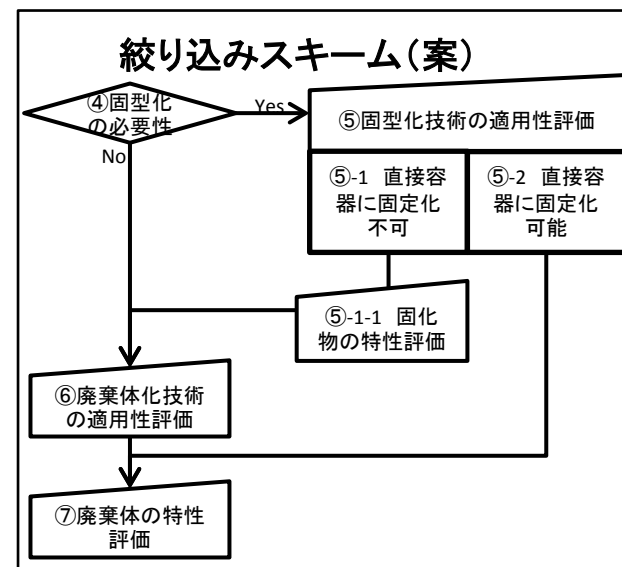 絞り込みスキーム（案）
④固型化
の必要性
Yes
No
⑤固型化技術の適用性評価
⑤-1 直接容
器に固定化
不可
⑤-2 直接容
器に固定化
可能
⑤-1-1 固化
物の特性評価
⑥廃棄体化技術
の適用性評価
⑦廃棄体の特性
評価